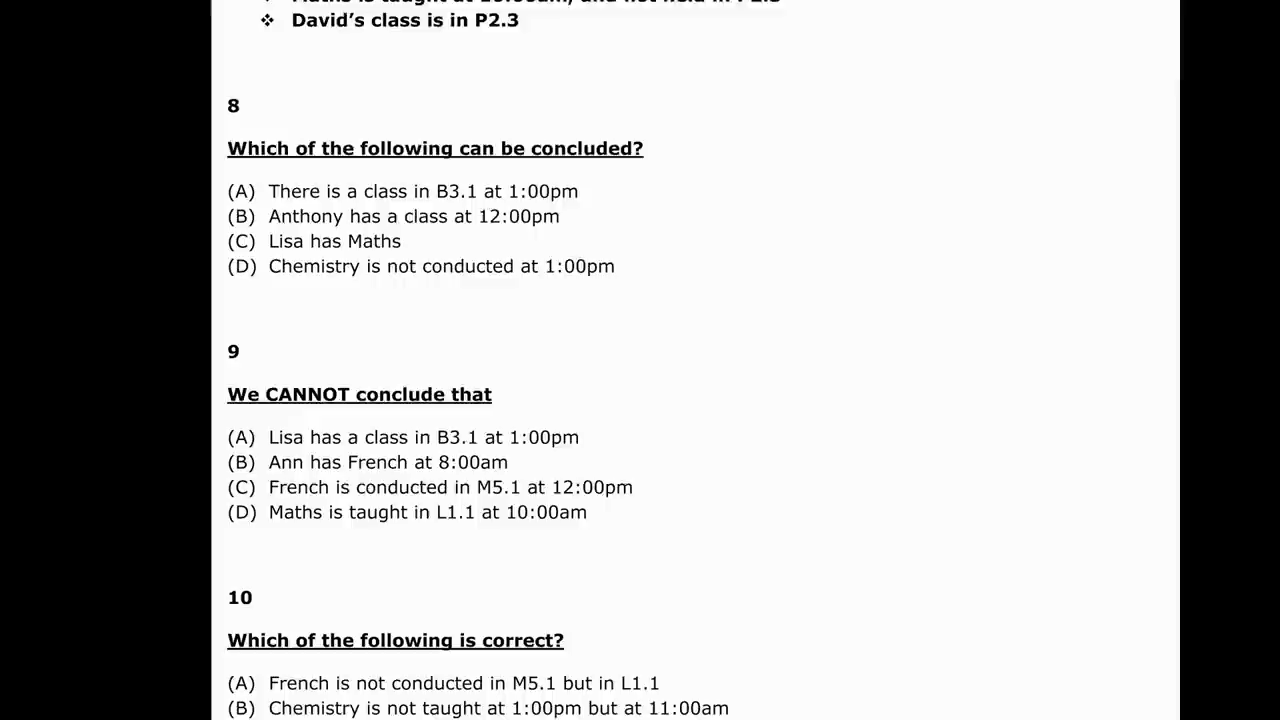 ❖ David's class is in P2.3
8
Which of the following can be concluded?
(A) There is a class in B3.1 at 1:00pm
(B) Anthony has a class at 12:00pm
(C) Lisa has Maths
(D) Chemistry is not conducted at 1:00pm
9
We CANNOT conclude that
(A) Lisa has a class in B3.1 at 1:00pm
(B) Ann has French at 8:00am
(C) French is conducted in M5.1 at 12:00pm
(D) Maths is taught in L1.1 at 10:00am
10
Which of the following is correct?
(A) French is not conducted in M5.1 but in L1.1
(B) Chemistry is not taught at 1:00pm but at 11:00am